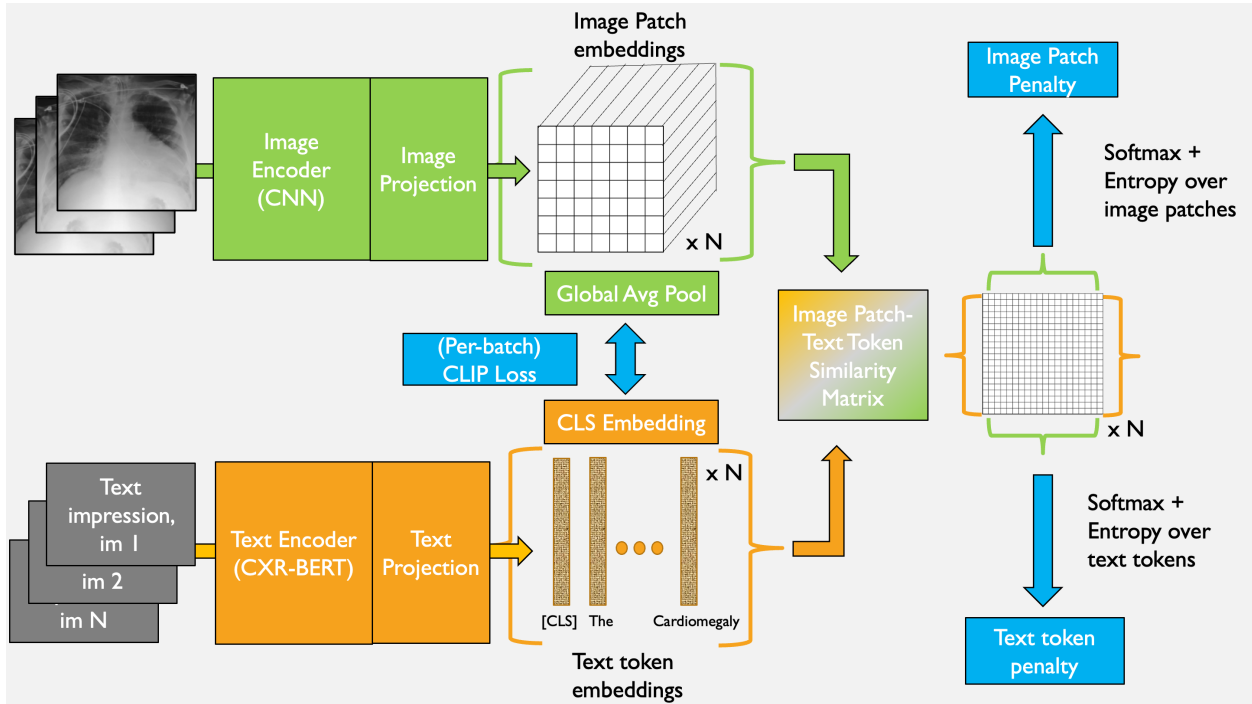 Image Patch
embeddings
Image
Encoder
(CNN)
Image
Projection
x N
Global Avg Pool
(Per-batch)
CLIP Loss
CLS Embedding
Text
impression,
im 1
im 2
im N
Text Encoder
(CXR-BERT)
Text
Projection
x N
[CLS]
The
Cardiomegaly
Text token
embeddings
Image Patch-
Text Token
Similarity
Matrix
Image Patch
Penalty
Softmax +
Entropy over
image patches
x N
Softmax +
Entropy over
text tokens
Text token
penalty